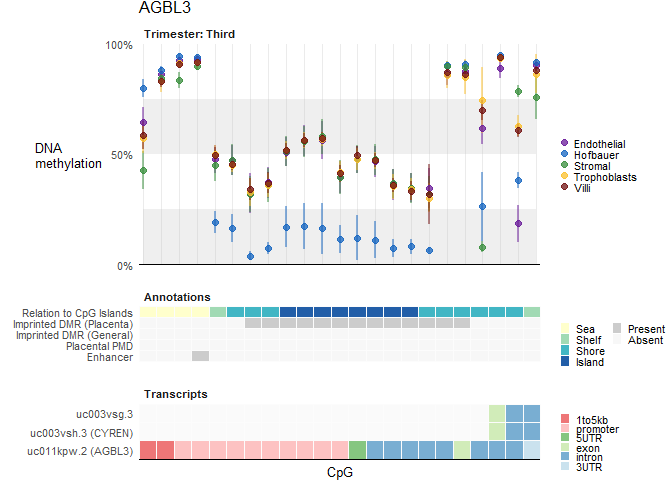 AGBL3
Trimester: Third
100%
50%
0%
DNA
methylation
Endothelial
Hofbauer
Stromal
Trophoblasts
Villi
Annotations
Relation to CpG Islands
Imprinted DMR (Placenta)
Imprinted DMR (General)
Placental PMD
Enhancer
Sea
Shelf
Shore
Island
Present
Absent
Transcripts
uc003vsg.3
uc003vsh.3 (CYREN)
uc011kpw.2 (AGBL3)
1to5kb
promoter
5UTR
exon
intron
3UTR
CpG